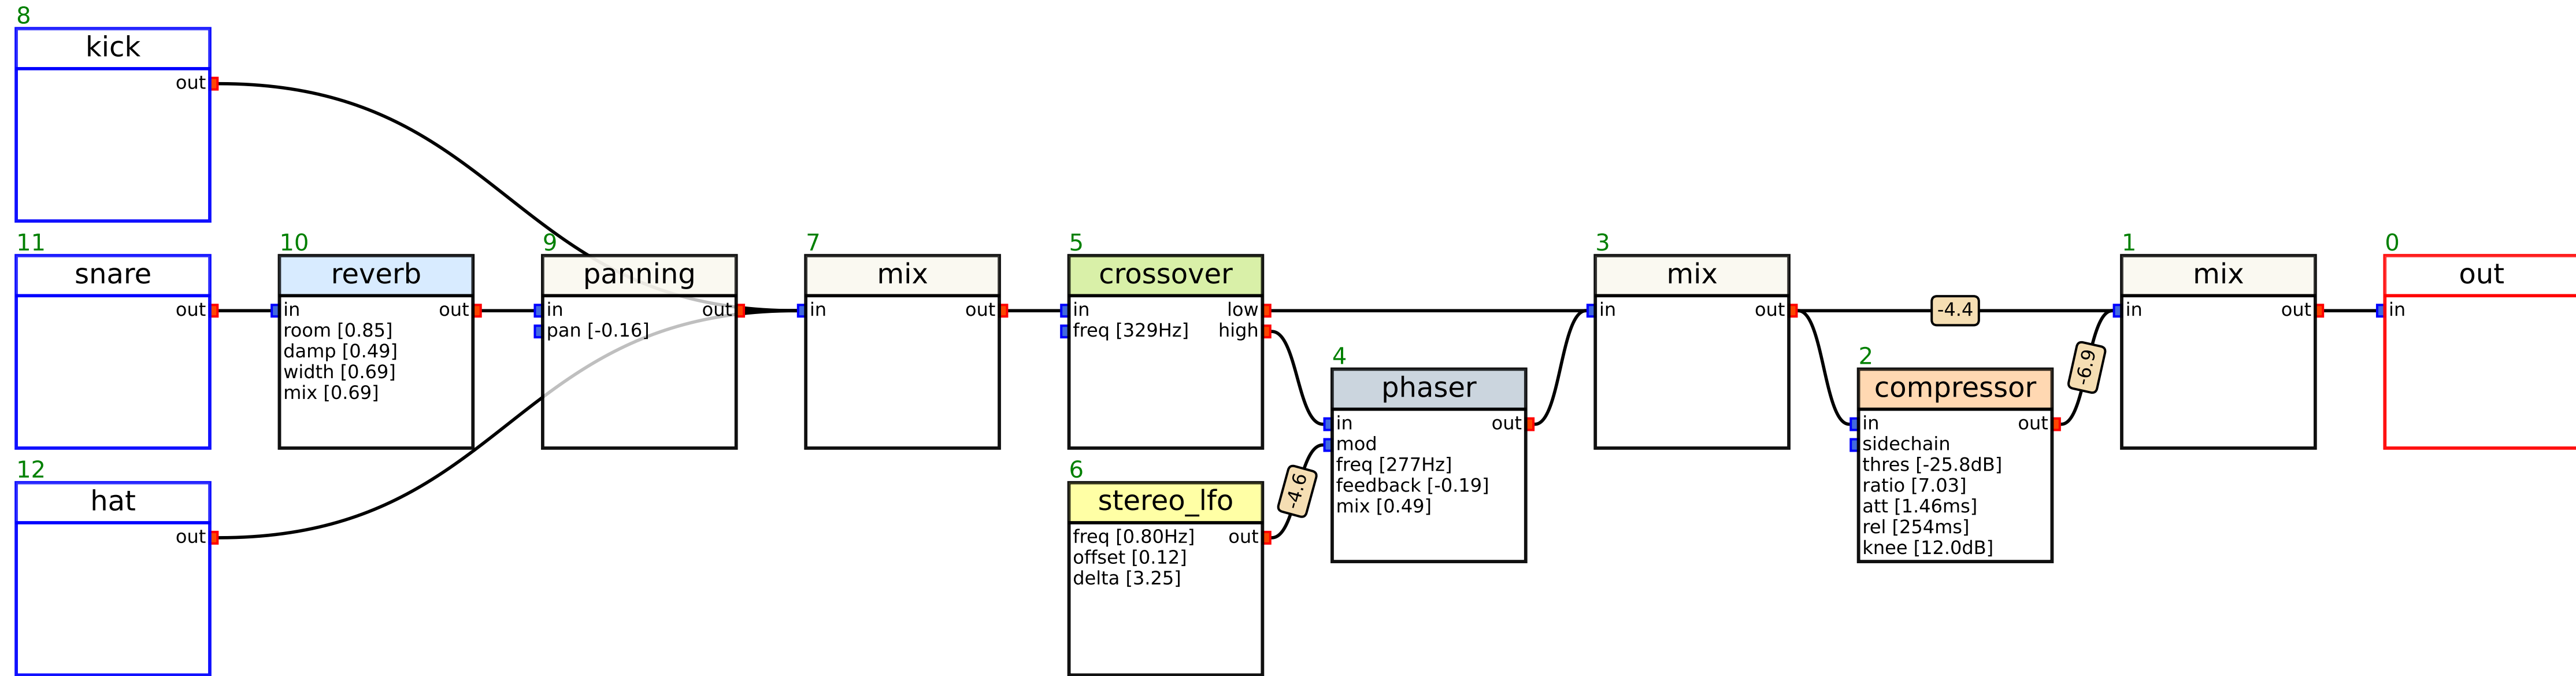 8
kick
out
11
snare
out
12
hat
out
10
reverb
in out
room [0.85]
damp [0.49]
width [0.69]
mix [0.69]
9
panning
in out
pan [-0.16]
7
mix
in out
5
crossover
in low
freq [329Hz] high
6
stereo_lfo
freq [0.80Hz] out
offset [0.12]
delta [3.25]
-4.6
4
phaser
in out
mod
freq [277Hz]
feedback [-0.19]
mix [0.49]
3
mix
in out
-4.4
2
compressor
in out
sidechain
thres [-25.8dB]
ratio [7.03]
att [1.46ms]
rel [254ms]
knee [12.0dB]
-6.9
1
mix
in out
0
out
in